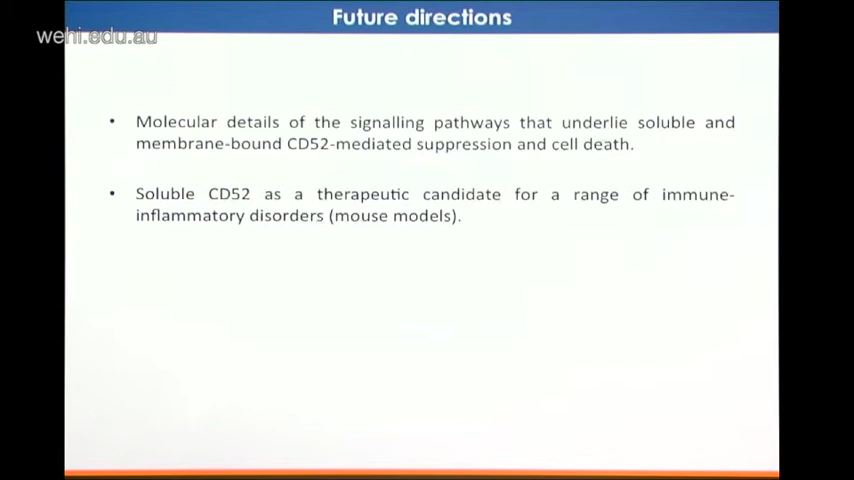 Future directions
wehi.edu.au
• Molecular details of the signalling pathways that underlie soluble and
membrane-bound CD52-mediated suppression and cell death.
• Soluble CD52 as a therapeutic candidate for a range of immune-
inflammatory disorders (mouse models).